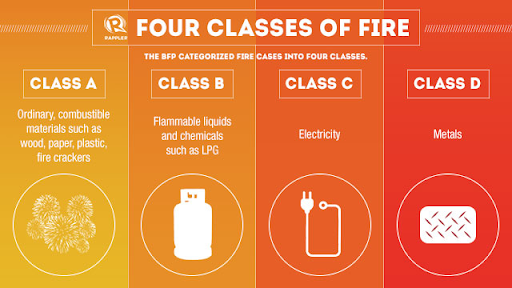 RAPPLER
FOUR CLASSES OF FIRE
THE BFP CATEGORIZED FIRE CASES INTO FOUR CLASSES.
CLASS A
Ordinary, combustible
materials such as
wood, paper, plastic,
fire crackers
CLASS B
Flammable liquids
and chemicals
such as LPG
CLASS C
Electricity
CLASS D
Metals